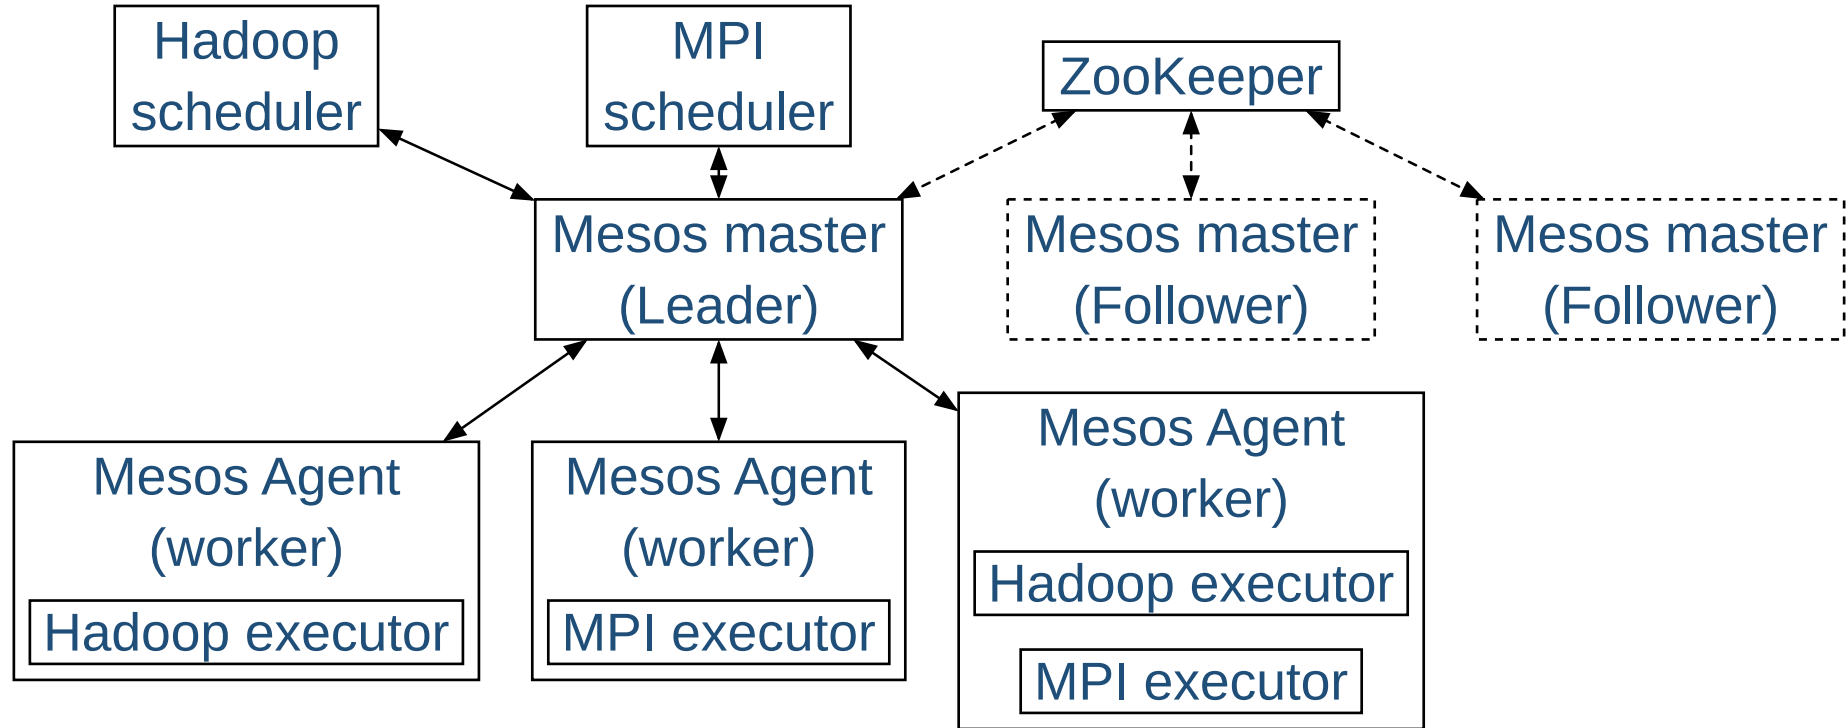 Hadoop
scheduler
MPI
scheduler
ZooKeeper
Mesos master
(Leader)
Mesos master
(Follower)
Mesos master
(Follower)
Mesos Agent
(worker)
Hadoop executor
Mesos Agent
(worker)
MPI executor
Mesos Agent
(worker)
Hadoop executor
MPI executor